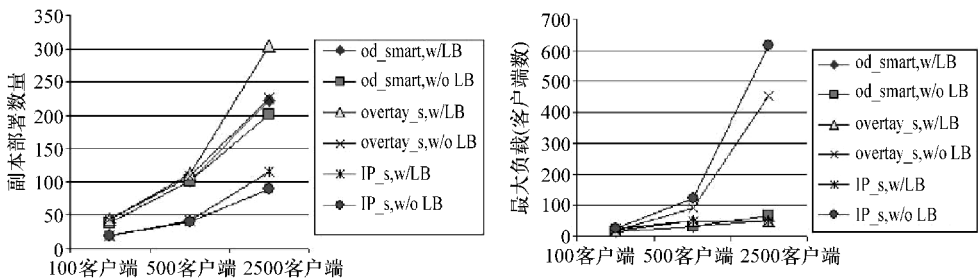 350
300
250
200
150
100
50
0
副本部署数量
100客户端 500客户端 2500客户端
od_smart,w/LB
od_smart,w/o LB
overtay_s,w/LB
overtay_s,w/o LB
IP_s,w/LB
IP_s,w/o LB
700
600
500
400
300
200
100
0
最大负载(客户端数)
100客户端 500客户端 2500客户端
od_smart,w/LB
od_smart,w/o LB
overtay_s,w/LB
overtay_s,w/o LB
IP_s,w/LB
IP_s,w/o LB